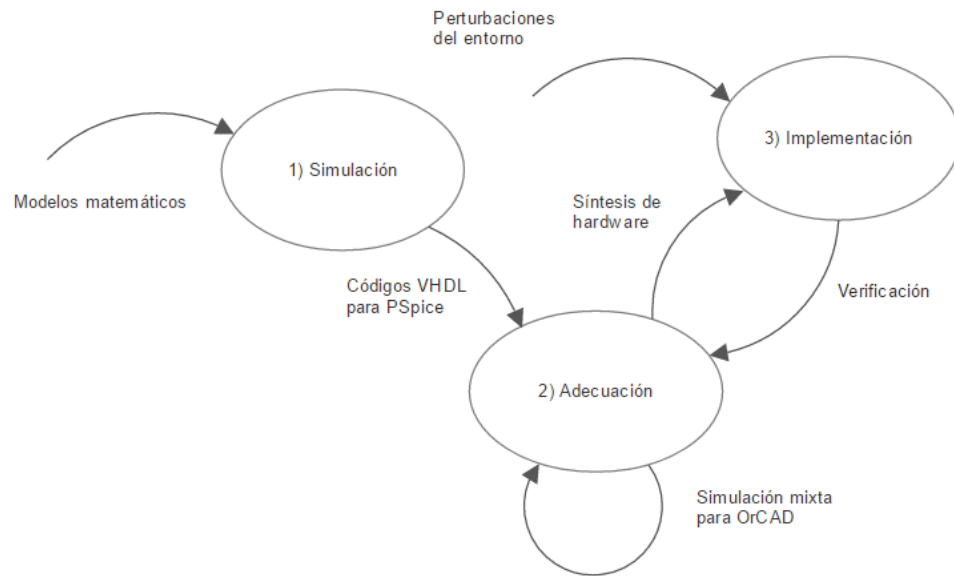 Perturbaciones
del entorno
3) Implementación
1) Simulación
Modelos matemáticos
Síntesis de
hardware
Códigos VHDL
para PSpice
Verificación
2) Adecuación
Simulación mixta
para OrCAD